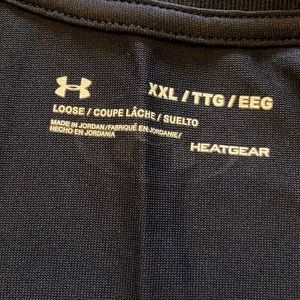 XXL / TTG / EEG
LOOSE / COUPE LÂCHE / SUELTO
MADE IN JORDAN/FABRIQUÉ EN JORDANIE/
HECHO EN JORDANIA
HEATGEAR